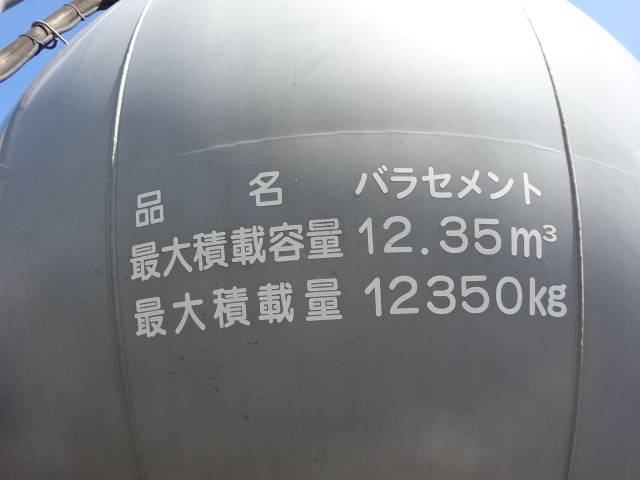 品名 バラセメント
最大積載容量 12.35m³
最大積載量 12350kg